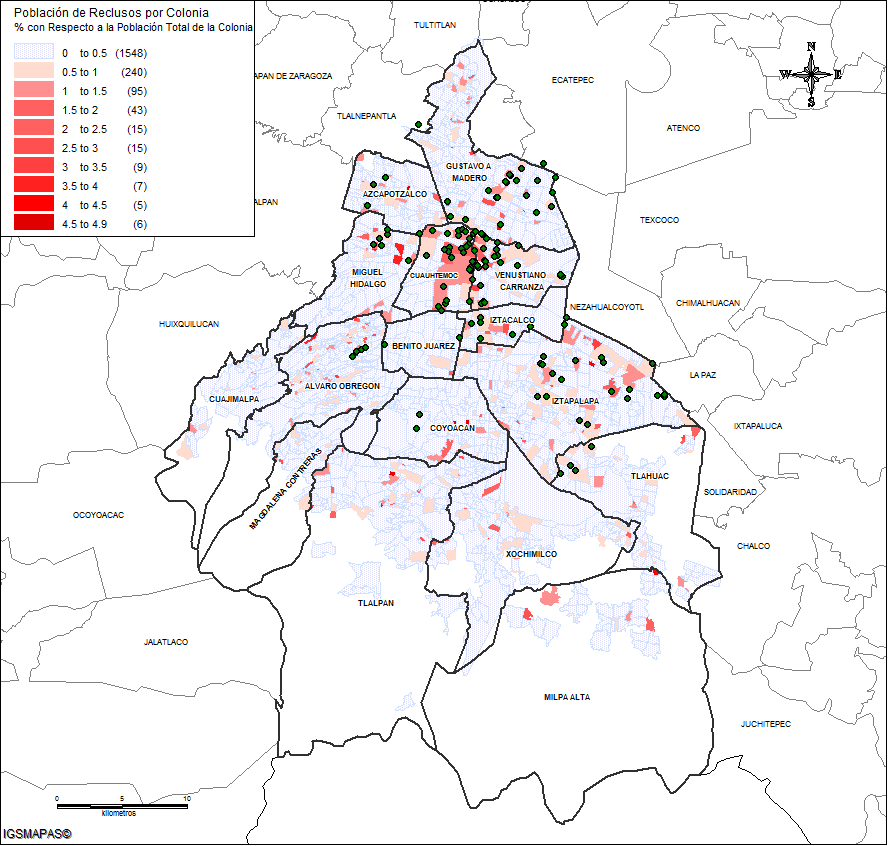 Población de Reclusos por Colonia
% con Respecto a la Población Total de la Colonia
0 to 0.5 (1548)
0.5 to 1 (240)
1 to 1.5 (95)
1.5 to 2 (43)
2 to 2.5 (15)
2.5 to 3 (15)
3 to 3.5 (9)
3.5 to 4 (7)
4 to 4.5 (5)
4.5 to 4.9 (6)
N
W E
S
TULTITLAN
APAN DE ZARAGOZA
ECATEPEC
TLALNEPANTLA
ATENCO
GUSTAVO A
MADERO
AZCAPOTZALCO
ALPAN
TEXCOCO
MIGUEL
HIDALGO
CUAUHTEMOC
VENUSTIANO
CARRANZA
CHIMALHUACAN
NEZAHUALCOYOTL
HUIXQUILUCAN
IZTACALCO
BENITO JUAREZ
LA PAZ
ALVARO OBREGON
CUAJIMALPA
IZTAPALAPA
COYOACAN
IXTAPALUCA
MAGDALENA CONTRERAS
TLAHUAC
SOLIDARIDAD
OCOYOACAC
CHALCO
XOCHIMILCO
TLALPAN
JALATLACO
MILPA ALTA
JUCHITEPEC
0 5 10
kilometros
IGSMAPAS©